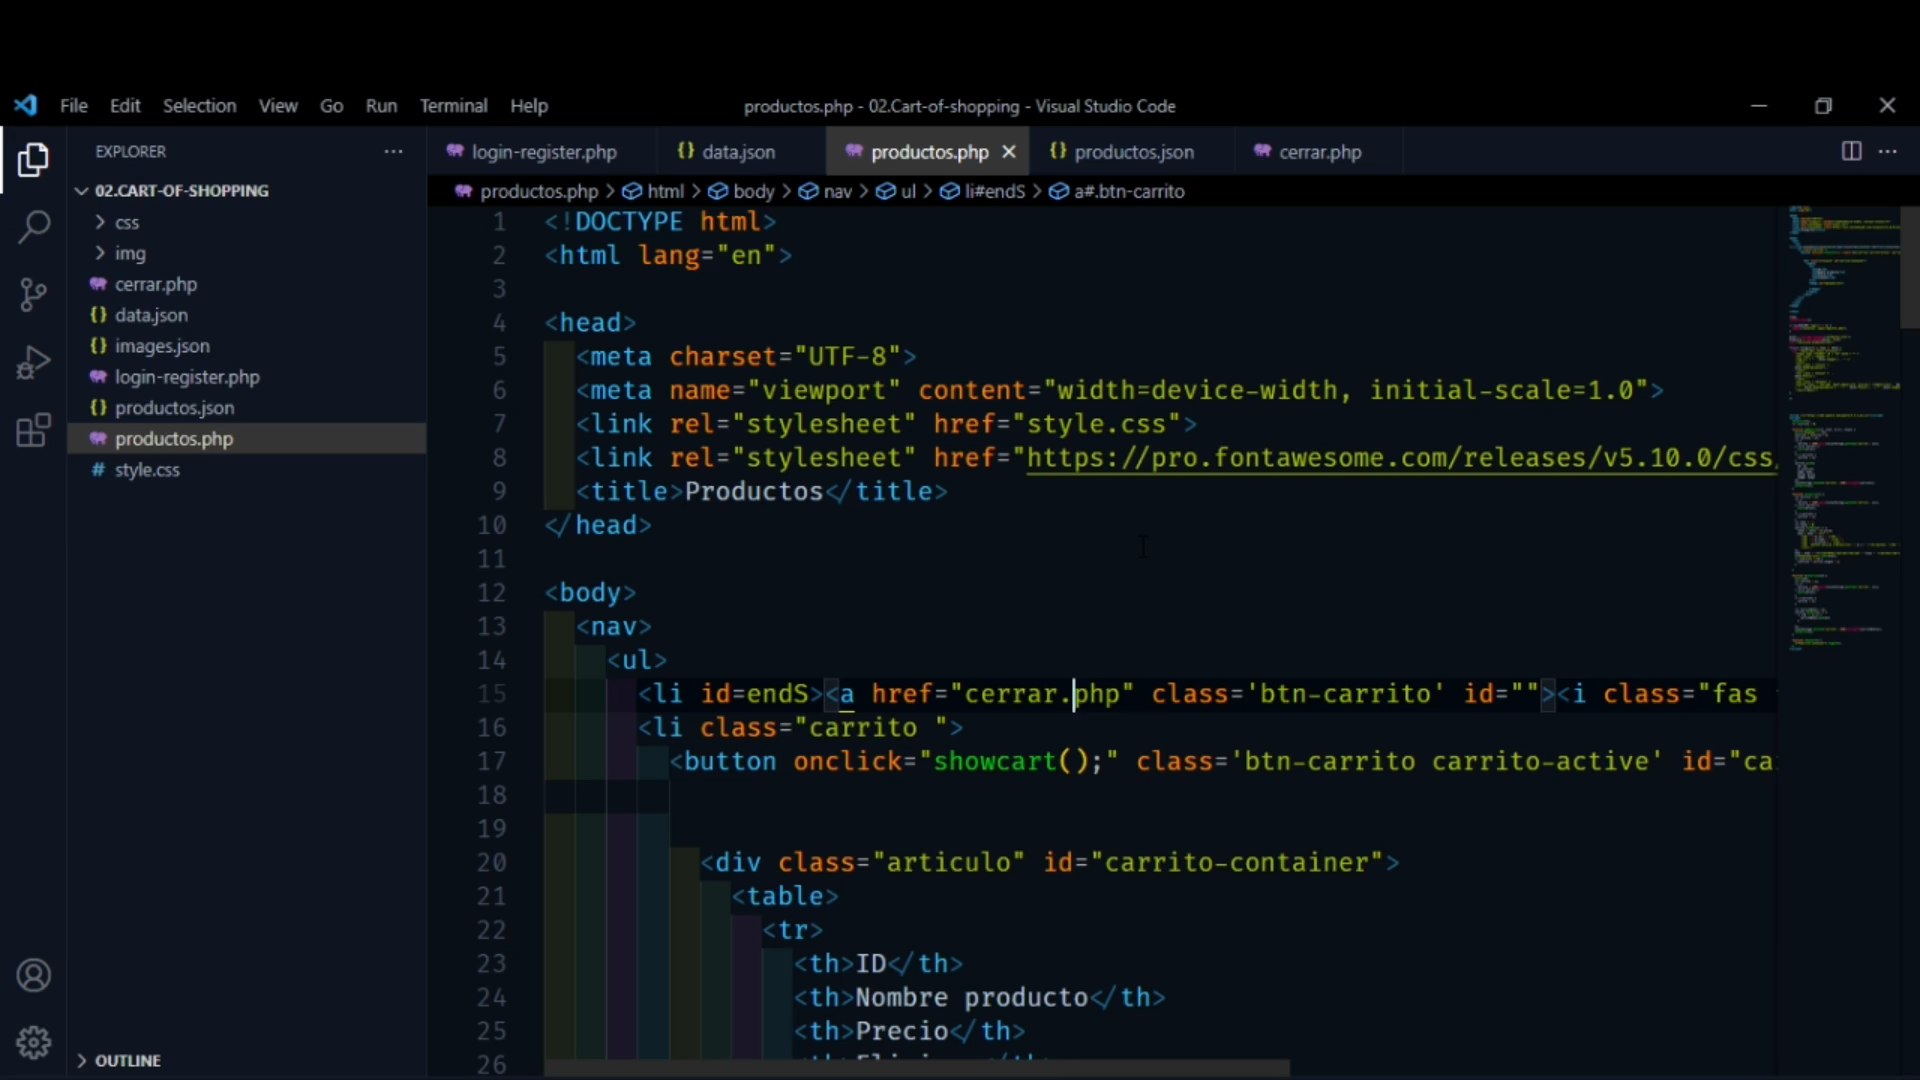 File Edit Selection View Go Run Terminal Help productos.php - 02.Cart-of-shopping - Visual Studio Code
EXPLORER
02.CART-OF-SHOPPING
css
img
cerrar.php
data.json
images.json
login-register.php
productos.json
productos.php
style.css
OUTLINE
login-register.php data.json productos.php productos.json cerrar.php
productos.php > html > body > nav > ul > li#endS > a#.btn-carrito
1 <!DOCTYPE html>
2 <html lang="en">
3
4 <head>
5 <meta charset="UTF-8">
6 <meta name="viewport" content="width=device-width, initial-scale=1.0">
7 <link rel="stylesheet" href="style.css">
8 <link rel="stylesheet" href="https://pro.fontawesome.com/releases/v5.10.0/css/
9 <title>Productos</title>
10 </head>
11
12 <body>
13 <nav>
14 <ul>
15 <li id=endS><a href="cerrar.php" class='btn-carrito' id=""><i class="fas
16 <li class="carrito ">
17 <button onclick="showcart();" class='btn-carrito carrito-active' id="ca
18
19
20 <div class="articulo" id="carrito-container">
21 <table>
22 <tr>
23 <th>ID</th>
24 <th>Nombre producto</th>
25 <th>Precio</th>
26